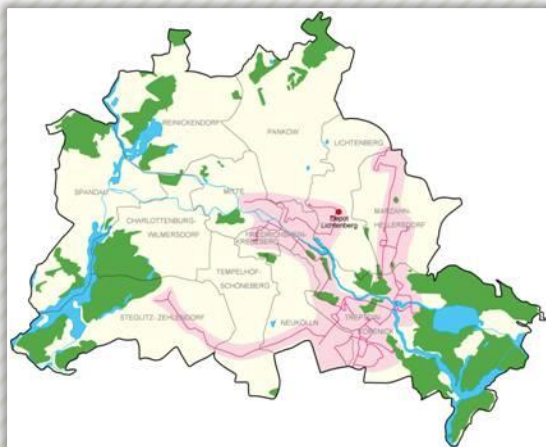 REINICKENDORF
PANKOW
LICHTENBERG
SPANDAU
MITTE
MARZAHN-
HELLERSDORF
Depot
Lichtenberg
CHARLOTTENBURG-
WILMERSDORF
FRIEDRICHSHAIN-
KREUZBERG
TEMPELHOF-
SCHÖNEBERG
STEGLITZ- ZEHLENDORF
NEUKÖLLN
TREPTOW-
KÖPENICK